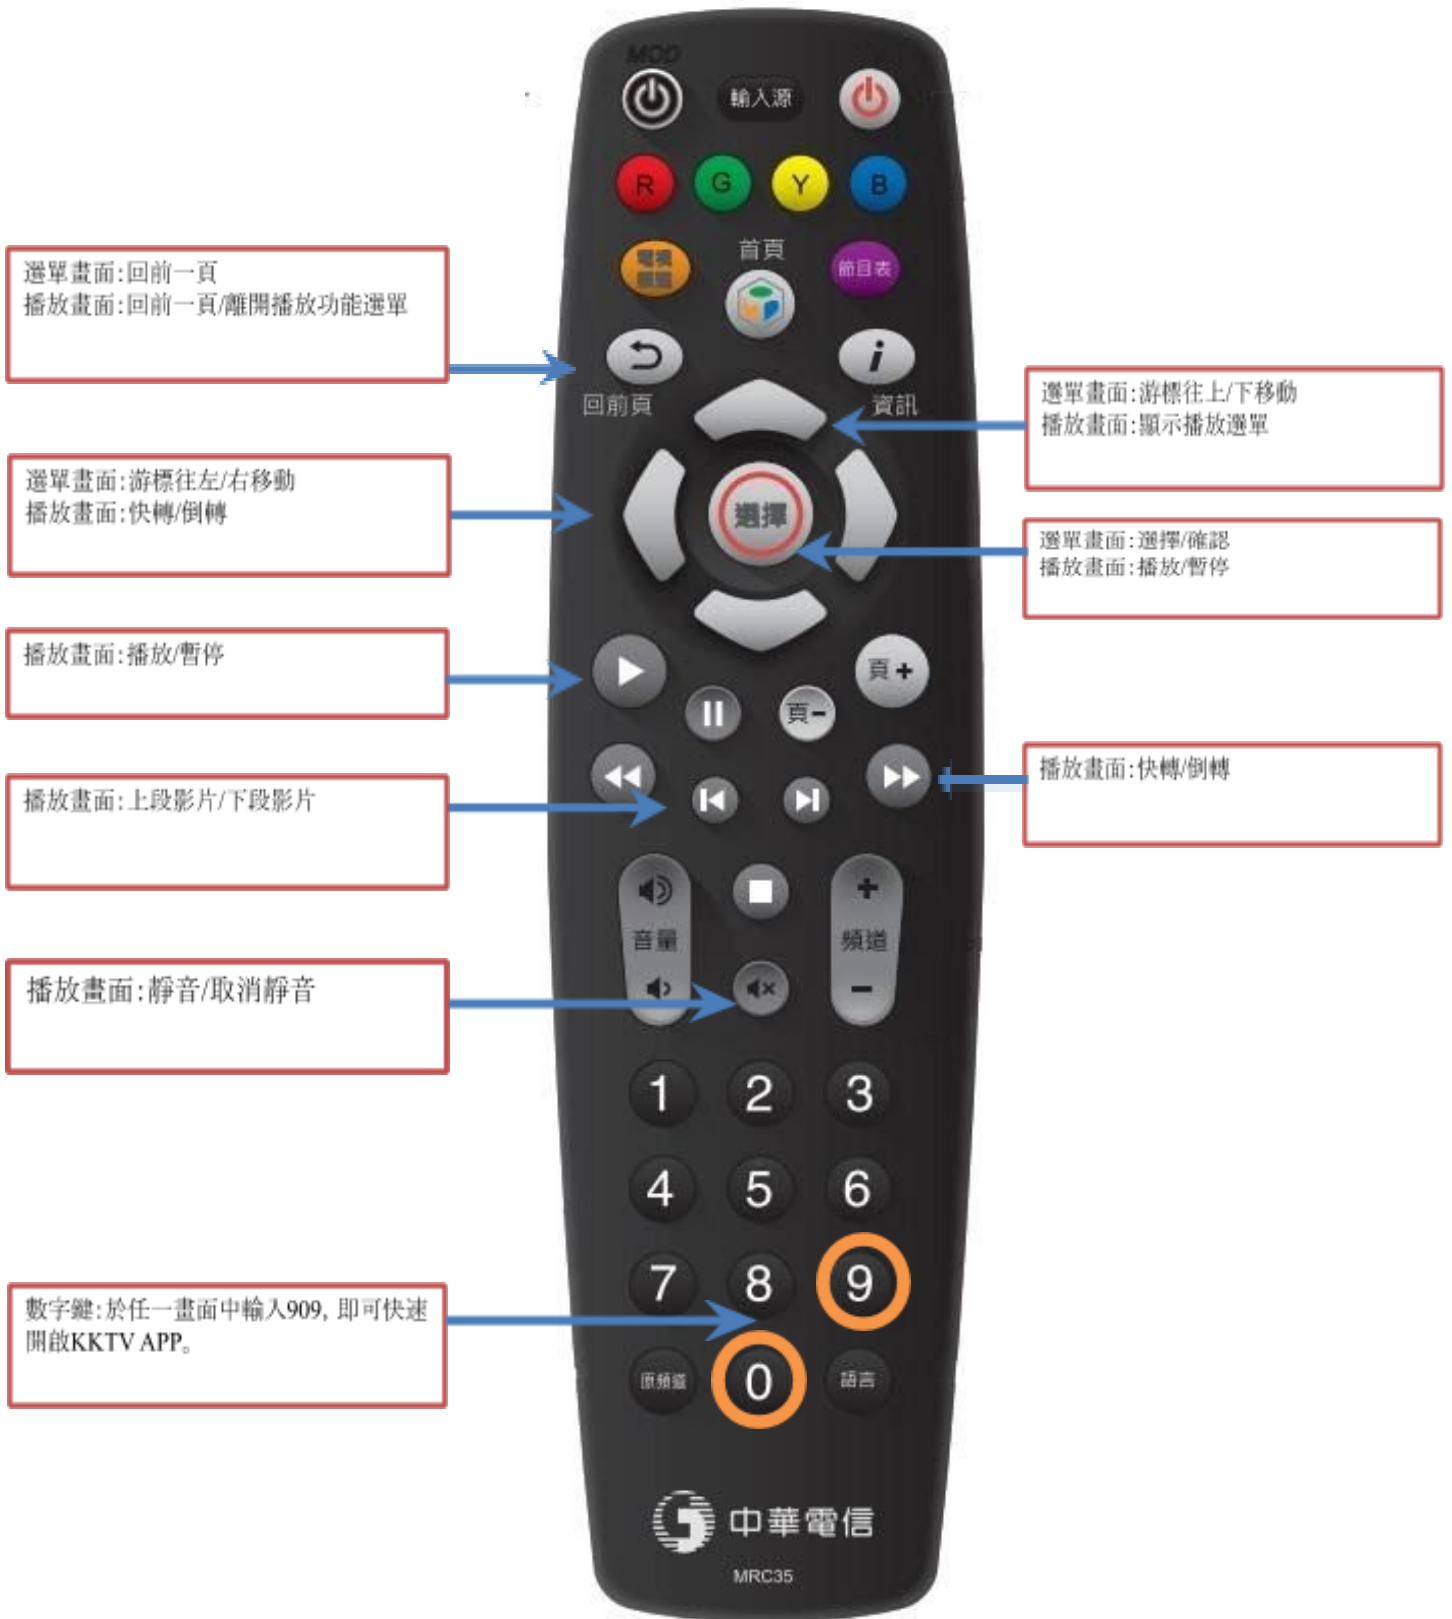 MOD
輸入源
R G Y B
首頁
電視
節目表
選單畫面:回前一頁
播放畫面:回前一頁/離開播放功能選單
i
回前頁
資訊
選單畫面:游標往上/下移動
播放畫面:顯示播放選單
選單畫面:游標往左/右移動
播放畫面:快轉/倒轉
選擇
選單畫面:選擇/確認
播放畫面:播放/暫停
播放畫面:播放/暫停
頁+
頁-
播放畫面:快轉/倒轉
播放畫面:上段影片/下段影片
+
音量
頻道
-
播放畫面:靜音/取消靜音
1 2 3
4 5 6
7 8 9
數字鍵:於任一畫面中輸入909, 即可快速
開啟KKTV APP。
原頻道 0 語言
中華電信
MRC35